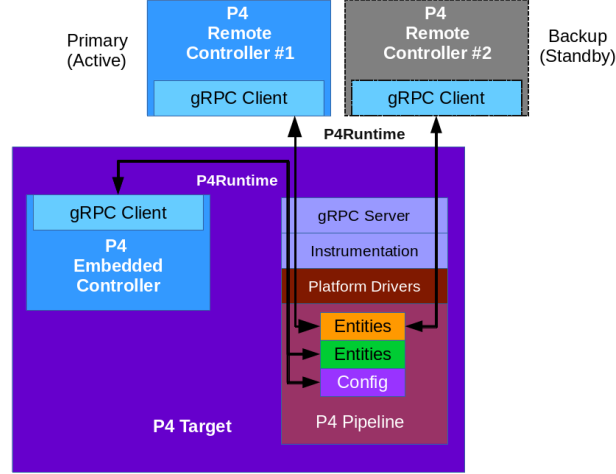 Primary
(Active)
P4
Remote
Controller #1
gRPC Client
P4
Remote
Controller #2
gRPC Client
Backup
(Standby)
P4Runtime
P4Runtime
gRPC Client
P4
Embedded
Controller
gRPC Server
Instrumentation
Platform Drivers
Entities
Entities
Config
P4 Pipeline
P4 Target